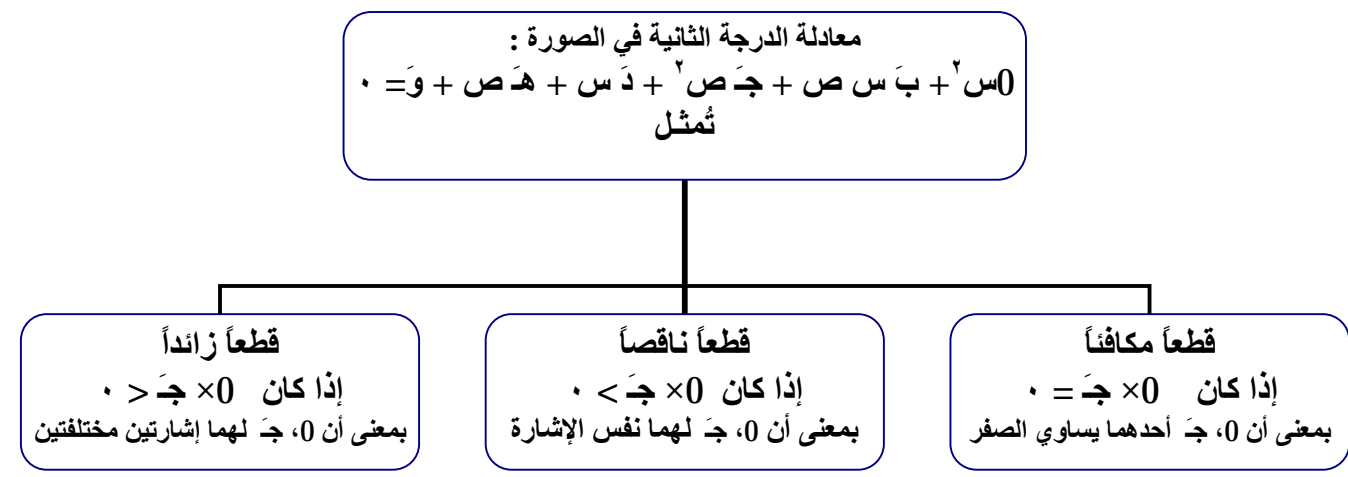 معادلة الدرجة الثانية في الصورة :
0س٢ + بَ س ص + جـَ ص٢ + دَ س + هـَ ص + وَ= ٠
تُمثـل
قطعاً مكافئاً
إذا كان 0× جـَ = ٠
بمعنى أن 0، جـَ أحدهما يساوي الصفر
قطعاً ناقصاً
إذا كان 0× جـَ > ٠
بمعنى أن 0، جـَ لهما نفس الإشارة
قطعاً زائداً
إذا كان 0× جـَ < ٠
بمعنى أن 0، جـَ لهما إشارتين مختلفتين